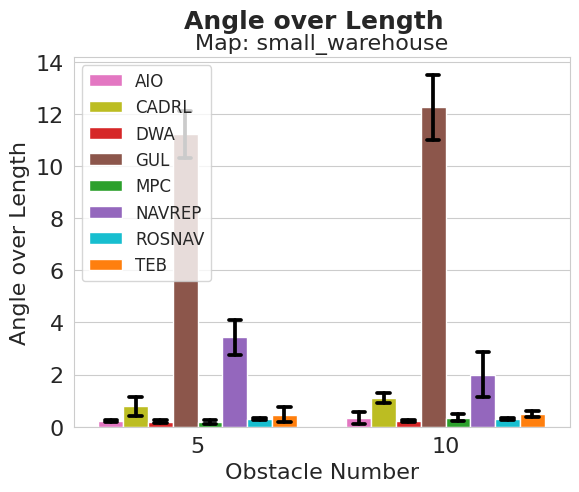 Angle over Length
Map: small_warehouse
14
12
10
8
6
4
2
0
Angle over Length
AIO
CADRL
DWA
GUL
MPC
NAVREP
ROSNAV
TEB
5
10
Obstacle Number